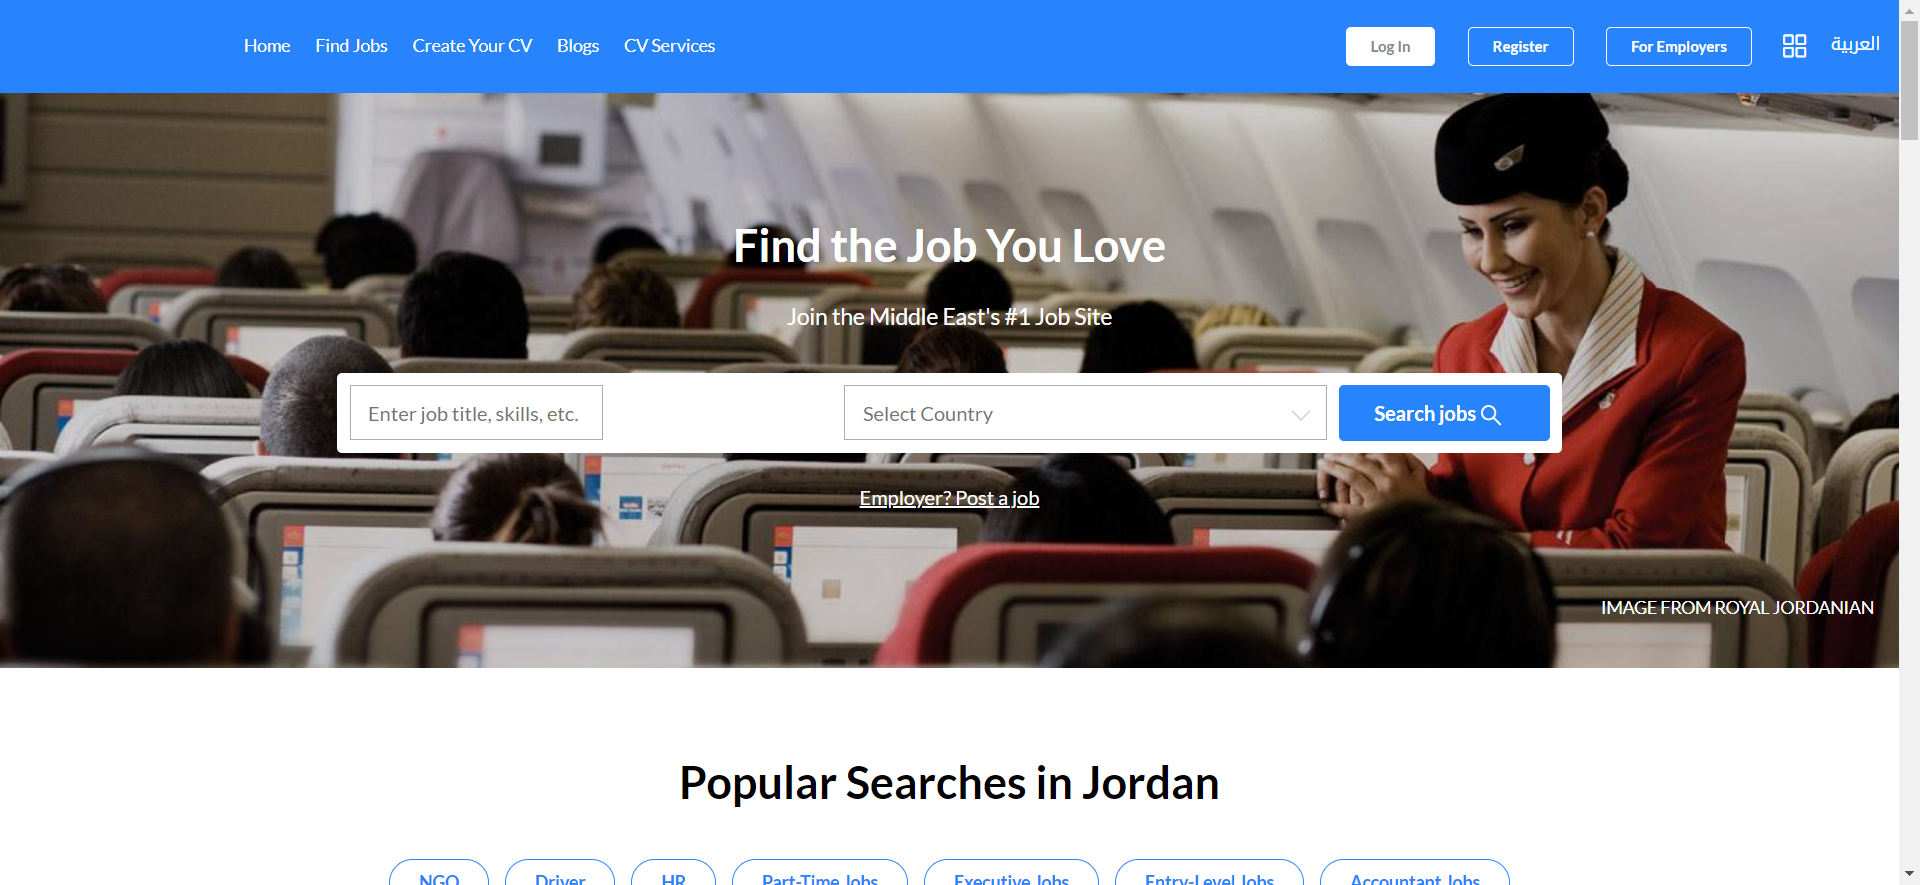 Home Find Jobs Create Your CV Blogs CV Services Log In Register For Employers العربية
Find the Job You Love
Join the Middle East's #1 Job Site
Enter job title, skills, etc. Select Country Search jobs
Employer? Post a job
IMAGE FROM ROYAL JORDANIAN
Popular Searches in Jordan
NGO Driver HR Part-Time Jobs Executive Jobs Entry-Level Jobs Accountant Jobs